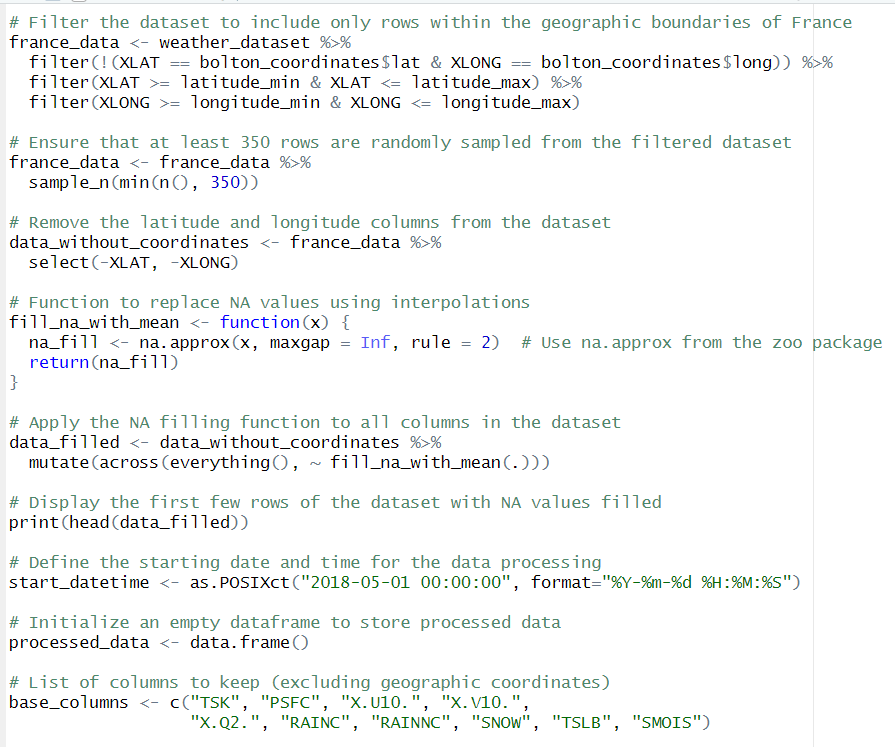 # Filter the dataset to include only rows within the geographic boundaries of France
france_data <- weather_dataset %>%
  filter(!(XLAT == bolton_coordinates$lat & XLONG == bolton_coordinates$long)) %>%
  filter(XLAT >= latitude_min & XLAT <= latitude_max) %>%
  filter(XLONG >= longitude_min & XLONG <= longitude_max)

# Ensure that at least 350 rows are randomly sampled from the filtered dataset
france_data <- france_data %>%
  sample_n(min(n(), 350))

# Remove the latitude and longitude columns from the dataset
data_without_coordinates <- france_data %>%
  select(-XLAT, -XLONG)

# Function to replace NA values using interpolations
fill_na_with_mean <- function(x) {
  na_fill <- na.approx(x, maxgap = Inf, rule = 2)  # Use na.approx from the zoo package
  return(na_fill)
}

# Apply the NA filling function to all columns in the dataset
data_filled <- data_without_coordinates %>%
  mutate(across(everything(), ~ fill_na_with_mean(.)))

# Display the first few rows of the dataset with NA values filled
print(head(data_filled))

# Define the starting date and time for the data processing
start_datetime <- as.POSIXct("2018-05-01 00:00:00", format="%Y-%m-%d %H:%M:%S")

# Initialize an empty dataframe to store processed data
processed_data <- data.frame()

# List of columns to keep (excluding geographic coordinates)
base_columns <- c("TSK", "PSFC", "X.U10.", "X.V10.",
                  "X.Q2.", "RAINC", "RAINNC", "SNOW", "TSLB", "SMOIS")